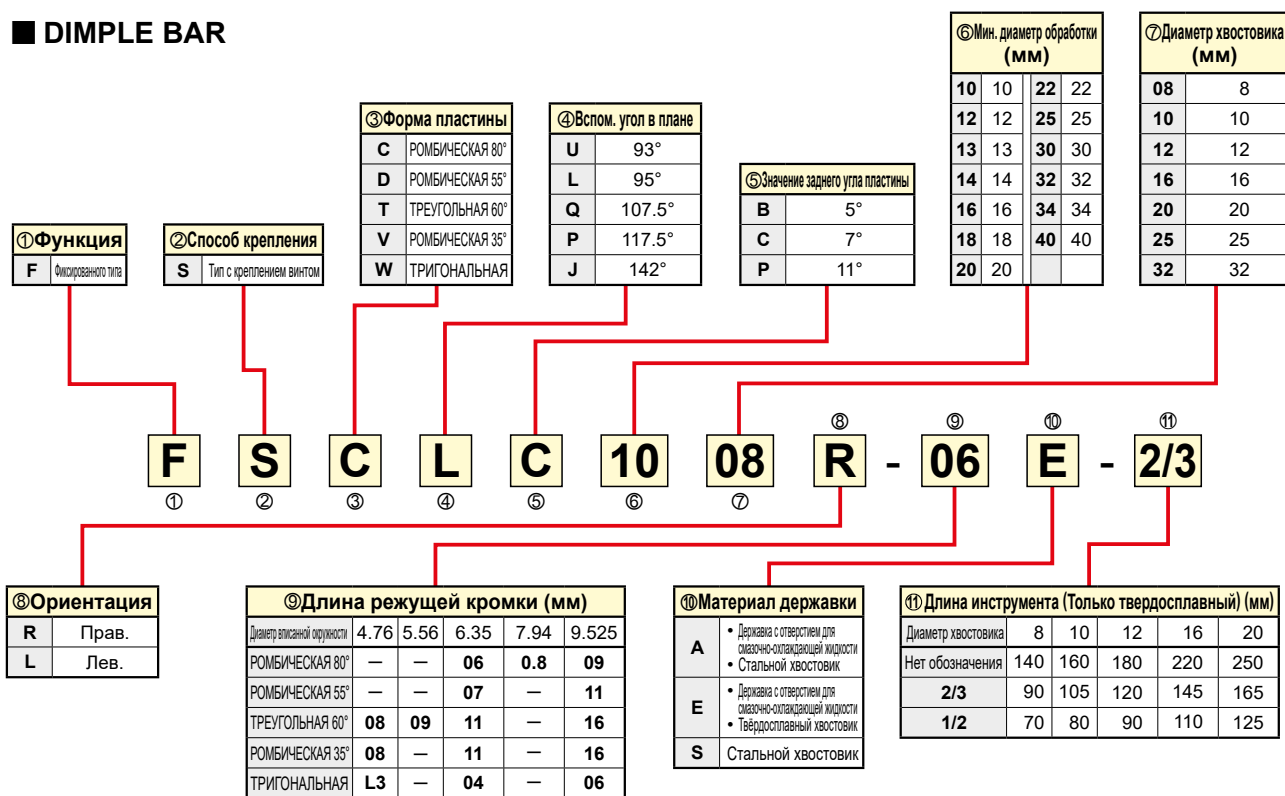 ■ DIMPLE BAR
⑥Мин. диаметр обработки
(мм)
10 10 22 22
12 12 25 25
13 13 30 30
14 14 32 32
16 16 34 34
18 18 40 40
20 20
⑦Диаметр хвостовика
(мм)
08 8
10 10
12 12
16 16
20 20
25 25
32 32
③Форма пластины
C РОМБИЧЕСКАЯ 80°
D РОМБИЧЕСКАЯ 55°
T ТРЕУГОЛЬНАЯ 60°
V РОМБИЧЕСКАЯ 35°
W ТРИГОНАЛЬНАЯ
④Вспом. угол в плане
U 93°
L 95°
Q 107.5°
P 117.5°
J 142°
⑤Значение заднего угла пластины
B 5°
C 7°
P 11°
①Функция
F Фиксированного типа
②Способ крепления
S Тип с креплением винтом
⑧ ⑨ ⑩ ⑪
F S C L C 10 08 R - 06 E - 2/3
① ② ③ ④ ⑤ ⑥ ⑦
⑧Ориентация
R Прав.
L Лев.
⑨Длина режущей кромки (мм)
Диаметр вписанной окружности 4.76 5.56 6.35 7.94 9.525
РОМБИЧЕСКАЯ 80° — — 06 0.8 09
РОМБИЧЕСКАЯ 55° — — 07 — 11
ТРЕУГОЛЬНАЯ 60° 08 09 11 — 16
РОМБИЧЕСКАЯ 35° 08 — 11 — 16
ТРИГОНАЛЬНАЯ L3 — 04 — 06
⑩Материал державки
A
• Державка с отверстием для
смазочно-охлаждающей жидкости
• Стальной хвостовик
E
• Державка с отверстием для
смазочно-охлаждающей жидкости
• Твёрдосплавный хвостовик
S Стальной хвостовик
⑪ Длина инструмента (Только твердосплавный) (мм)
Диаметр хвостовика 8 10 12 16 20
Нет обозначения 140 160 180 220 250
2/3 90 105 120 145 165
1/2 70 80 90 110 125